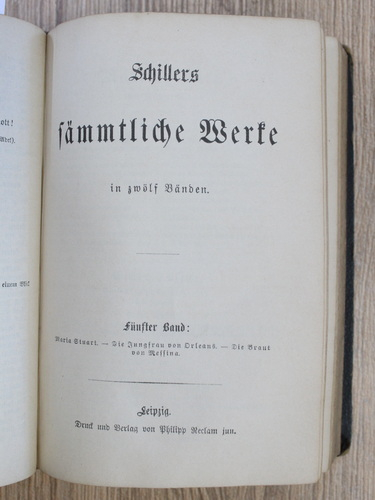 Schillers
sämmtliche Werke
in zwölf Bänden.
Fünfter Band:
Maria Stuart. — Die Jungfrau von Orleans. — Die Braut
von Messina.
Leipzig.
Druck und Verlag von Philipp Reclam jun.